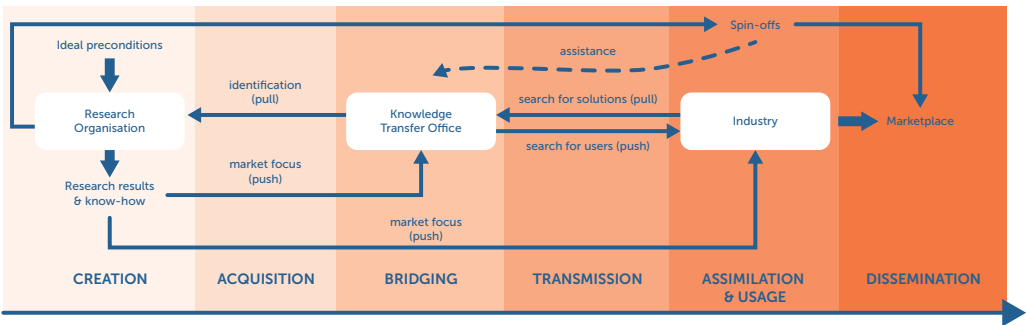 Spin-offs
Ideal preconditions
assistance
identification
(pull)
search for solutions (pull)
Research
Organisation
Knowledge
Transfer Office
Industry
Marketplace
search for users (push)
market focus
(push)
Research results
& know-how
market focus
(push)
CREATION
ACQUISITION
BRIDGING
TRANSMISSION
ASSIMILATION
& USAGE
DISSEMINATION